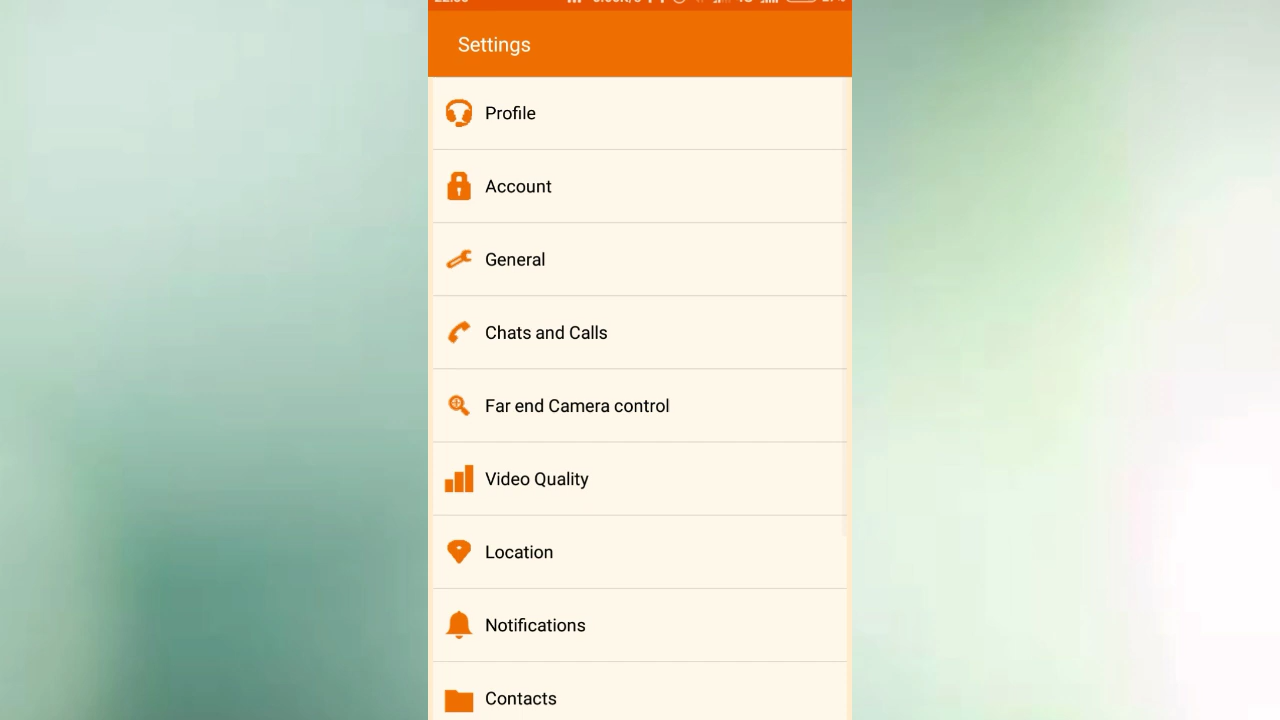 Settings
Profile
Account
General
Chats and Calls
Far end Camera control
Video Quality
Location
Notifications
Contacts